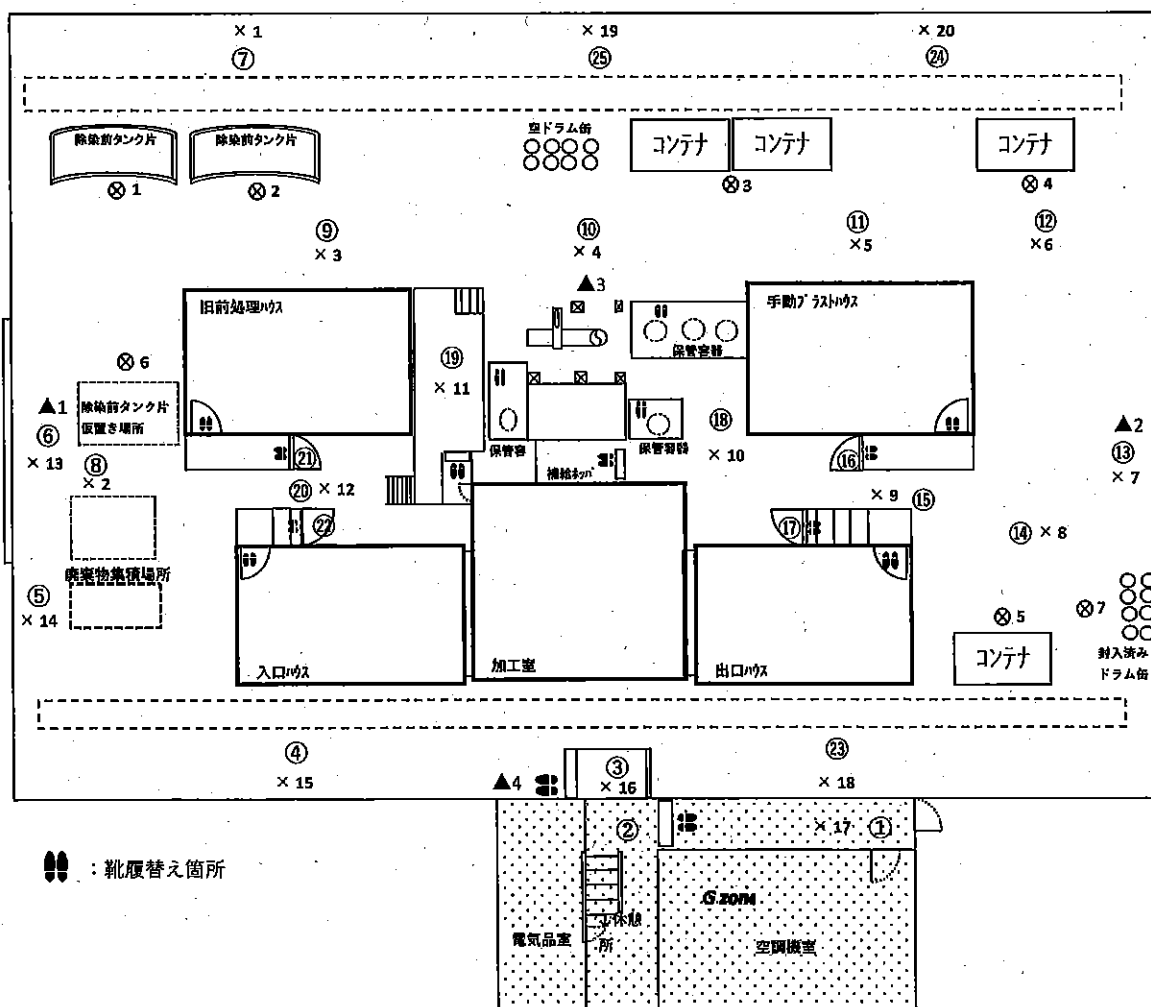 × 1
× 19
× 20
⑦
㉕
㉔
除染前タンク片
除染前タンク片
空ドラム缶
コンテナ
コンテナ
コンテナ
⊗ 1
⊗ 2
⊗ 3
⊗ 4
⑨
× 3
⑩
× 4
⑪
×5
⑫
×6
▲3
旧前処理ハウス
手動ブラストハウス
保管容器
⑲
× 11
⊗ 6
▲1
除染前タンク片
仮置き場所
⑥
× 13
⑧
× 2
⑱
× 10
▲2
⑬
× 7
保管容
保管容器
補給ホッパ
㉑
⑯
⑳ × 12
× 9 ⑮
㉒
⑰
⑭ × 8
廃棄物集積場所
⑤
× 14
⊗ 5
⊗ 7
コンテナ
封入済み
ドラム缶
入口ハウス
加工室
出口ハウス
④
× 15
③
× 16
㉓
× 18
▲4
②
× 17 ①
：靴履替え箇所
G zone
休憩
所
電気品室
空調機室